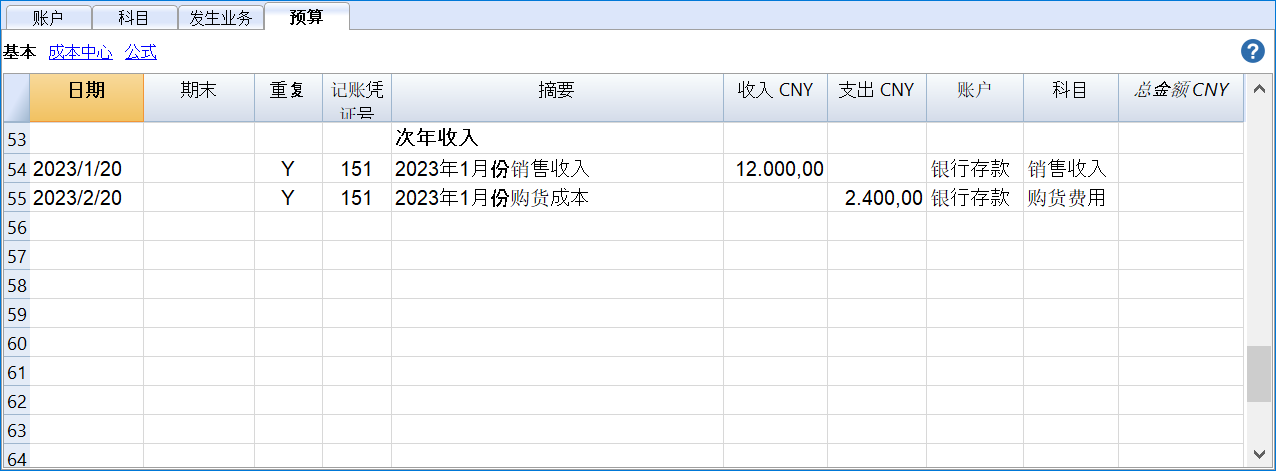 账户 科目 发生业务 预算
基本 成本中心 公式 ?
日期 期末 重复 记账凭证号 摘要 收入 CNY 支出 CNY 账户 科目 总金额 CNY
53 次年收入
54 2023/1/20 Y 151 2023年1月份销售收入 12.000,00 银行存款 销售收入
55 2023/2/20 Y 151 2023年1月份购货成本 2.400,00 银行存款 购货费用
56
57
58
59
60
61
62
63
64